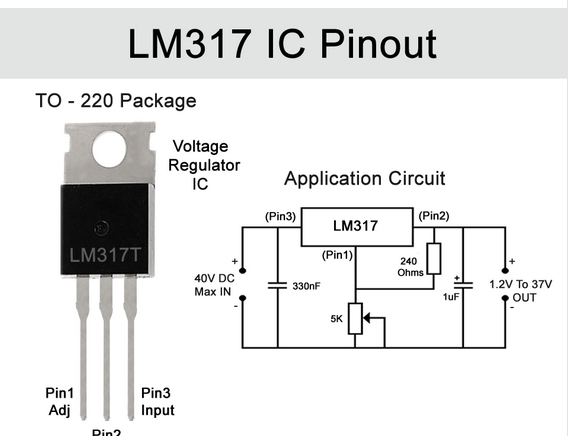 LM317 IC Pinout
TO - 220 Package
Voltage
Regulator
IC
LM317T
Application Circuit
(Pin3)
LM317
(Pin2)
(Pin1)
240
Ohms
+
40V DC
Max IN
-
330nF
5K
+
1uF
+
1.2V To 37V
OUT
-
Pin1
Adj
Pin3
Input
Pin2